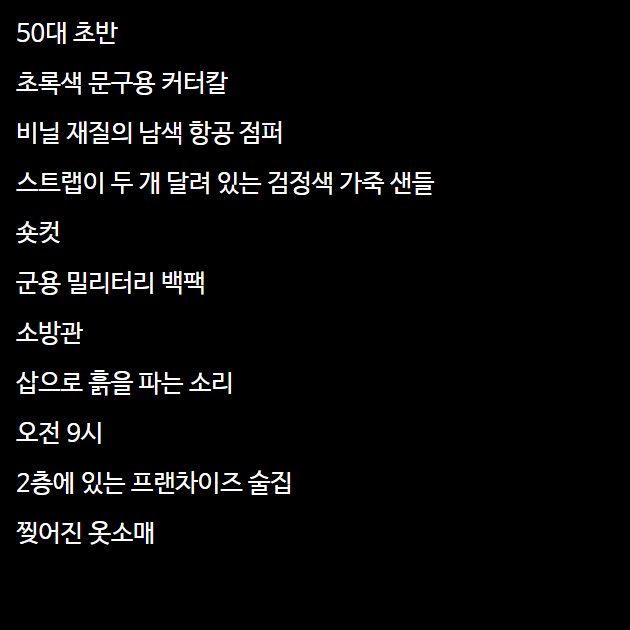 50대 초반
초록색 문구용 커터칼
비닐 재질의 남색 항공 점퍼
스트랩이 두 개 달려 있는 검정색 가죽 샌들
숏컷
군용 밀리터리 백팩
소방관
삽으로 흙을 파는 소리
오전 9시
2층에 있는 프랜차이즈 술집
찢어진 옷소매